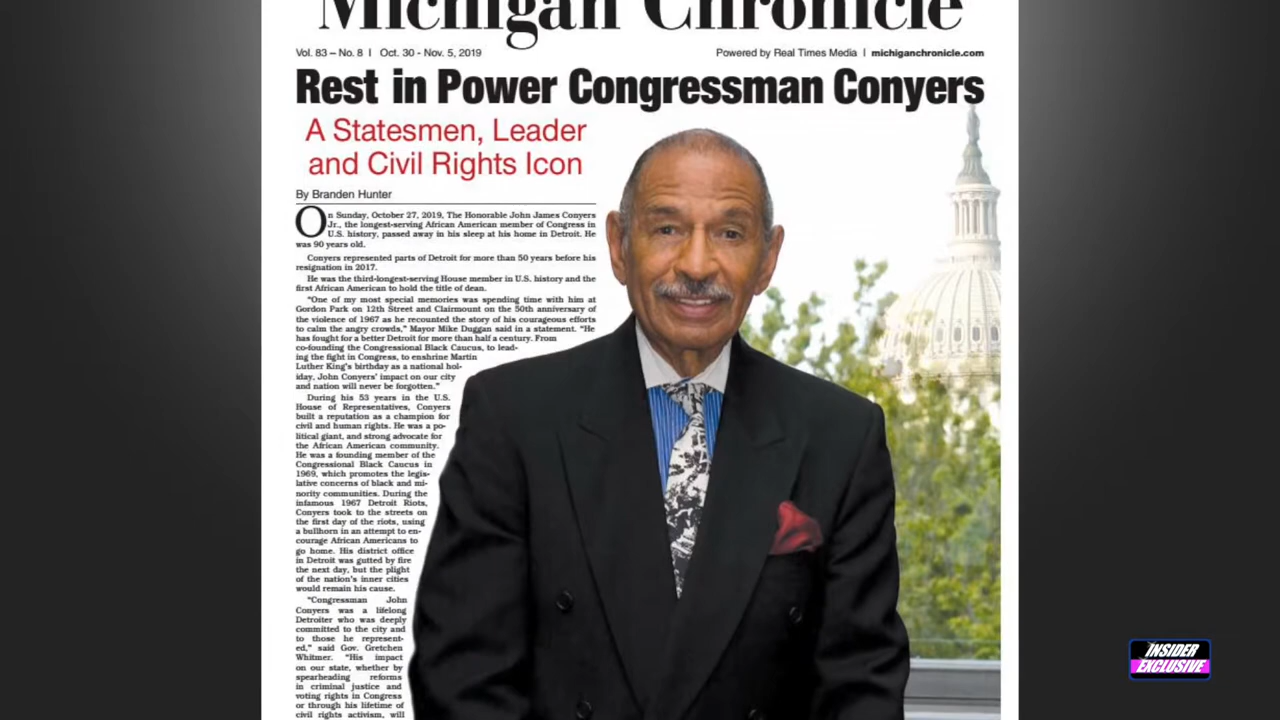 Michigan Chronicle
Vol. 83 – No. 8 | Oct. 30 - Nov. 5, 2019
Powered by Real Times Media | michiganchronicle.com
Rest in Power Congressman Conyers
A Statesmen, Leader
and Civil Rights Icon
By Branden Hunter
On Sunday, October 27, 2019, The Honorable John James Conyers
Jr., the longest-serving African American member of Congress in
U.S. history, passed away in his sleep at his home in Detroit. He
was 90 years old.
Conyers represented parts of Detroit for more than 50 years before his
resignation in 2017.
He was the third-longest-serving House member in U.S. history and the
first African American to hold the title of dean.
"One of my most special memories was spending time with him at
Gordon Park on 12th Street and Clairmount on the 50th anniversary of
the violence of 1967 as he recounted the story of his courageous efforts
to calm the angry crowds," Mayor Mike Duggan said in a statement. "He
has fought for a better Detroit for more than half a century. From
co-founding the Congressional Black Caucus, to lead-
ing the fight in Congress, to enshrine Martin
Luther King's birthday as a national hol-
iday, John Conyers' impact on our city
and nation will never be forgotten."
During his 53 years in the U.S.
House of Representatives, Conyers
built a reputation as a champion for
civil and human rights. He was a po-
litical giant, and strong advocate for
the African American community.
He was a founding member of the
Congressional Black Caucus in
1969, which promotes the legis-
lative concerns of black and mi-
nority communities. During the
infamous 1967 Detroit Riots,
Conyers took to the streets on
the first day of the riots, using
a bullhorn in an attempt to en-
courage African Americans to
go home. His district office
in Detroit was gutted by fire
the next day, but the plight
of the nation's inner cities
would remain his cause.
"Congressman John
Conyers was a lifelong
Detroiter who was deeply
committed to the city and
to those he represent-
ed," said Gov. Gretchen
Whitmer. "His impact
on our state, whether by
spearheading reforms
in criminal justice and
voting rights in Congress
or through his lifetime of
civil rights activism, will
INSIDER
EXCLUSIVE